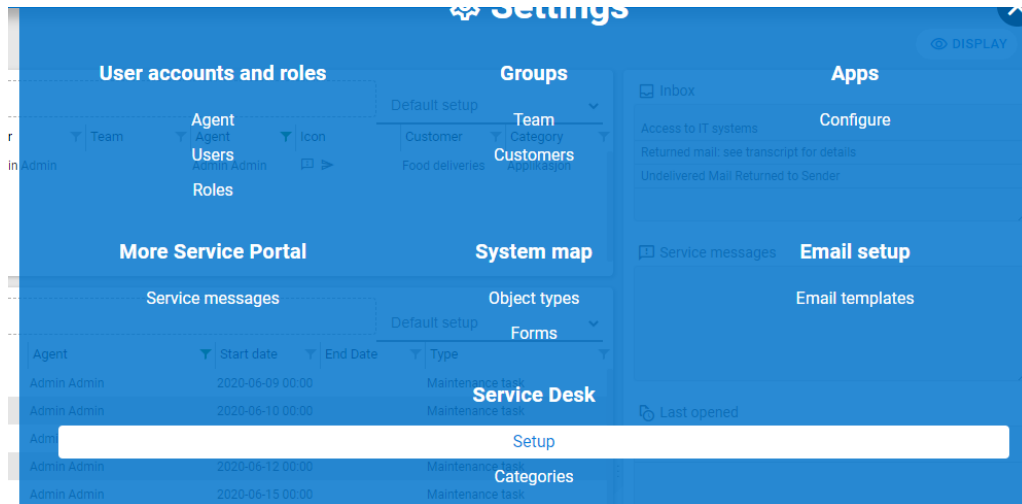 Settings
DISPLAY
User accounts and roles
Agent
Users
Roles
Groups
Team
Customers
Apps
Configure
More Service Portal
Service messages
System map
Object types
Forms
Email setup
Email templates
Service Desk
Setup
Categories
Default setup
r Team Agent Icon Customer Category
in Admin Admin Admin Food deliveries Applikasjon
Inbox
Access to IT systems
Returned mail: see transcript for details
Undelivered Mail Returned to Sender
Service messages
Default setup
Agent Start date End Date Type
Admin Admin 2020-06-09 00:00 Maintenance task
Admin Admin 2020-06-10 00:00 Maintenance task
Admi
Admin Admin 2020-06-12 00:00 Maintenance task
Admin Admin 2020-06-15 00:00 Maintenance task
Last opened